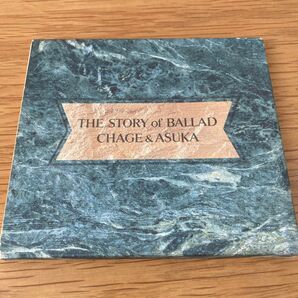 THE STORY of BALLAD
CHAGE & ASUKA